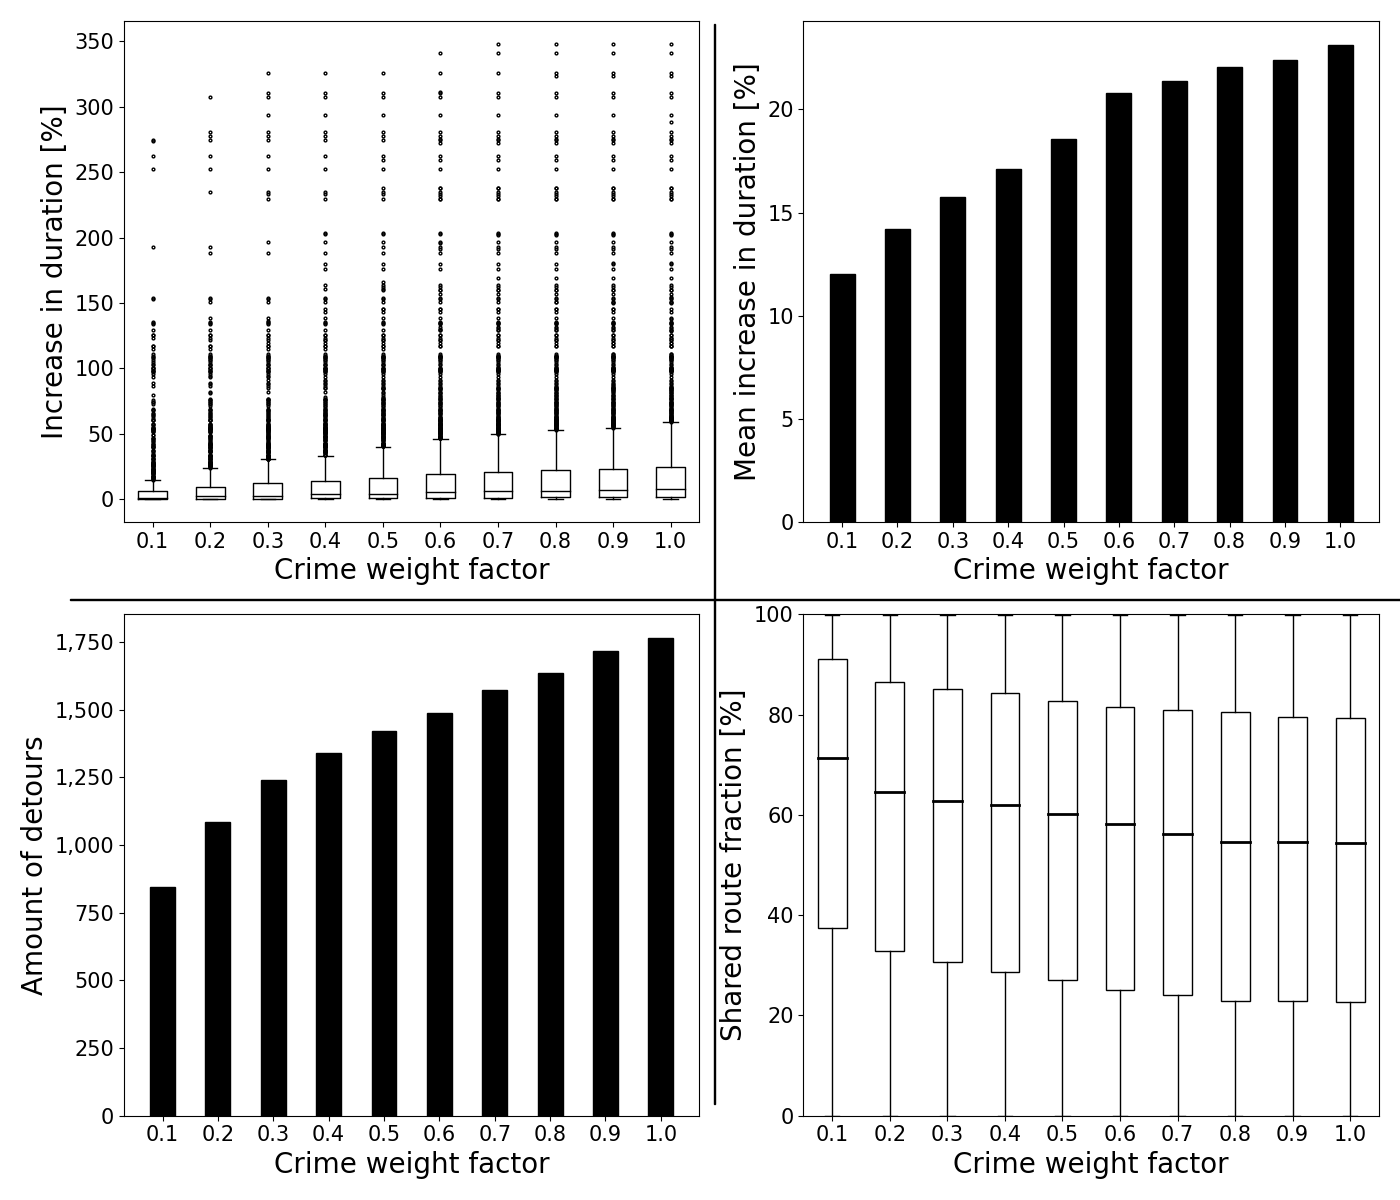 Increase in duration [%]
350
300
250
200
150
100
50
0
0.1 0.2 0.3 0.4 0.5 0.6 0.7 0.8 0.9 1.0
Crime weight factor
Mean increase in duration [%]
20
15
10
5
0
0.1 0.2 0.3 0.4 0.5 0.6 0.7 0.8 0.9 1.0
Crime weight factor
Amount of detours
1,750
1,500
1,250
1,000
750
500
250
0
0.1 0.2 0.3 0.4 0.5 0.6 0.7 0.8 0.9 1.0
Crime weight factor
Shared route fraction [%]
100
80
60
40
20
0
0.1 0.2 0.3 0.4 0.5 0.6 0.7 0.8 0.9 1.0
Crime weight factor